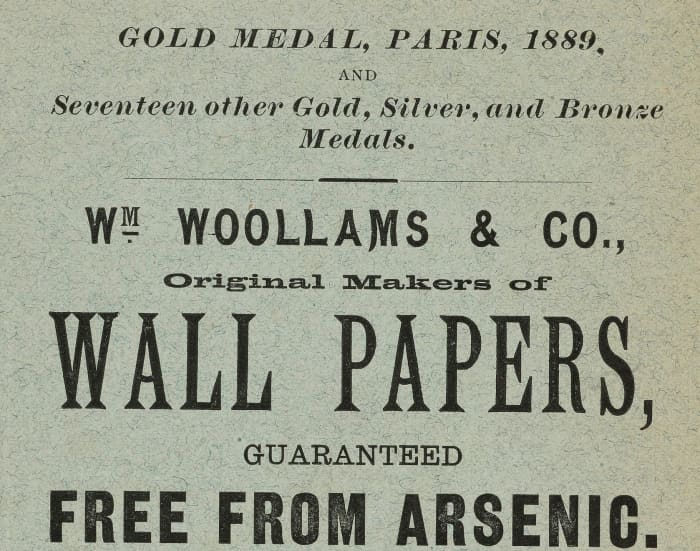 GOLD MEDAL, PARIS, 1889,
AND
Seventeen other Gold, Silver, and Bronze
Medals.
WM WOOLLAMS & CO.,
Original Makers of
WALL PAPERS,
GUARANTEED
FREE FROM ARSENIC.